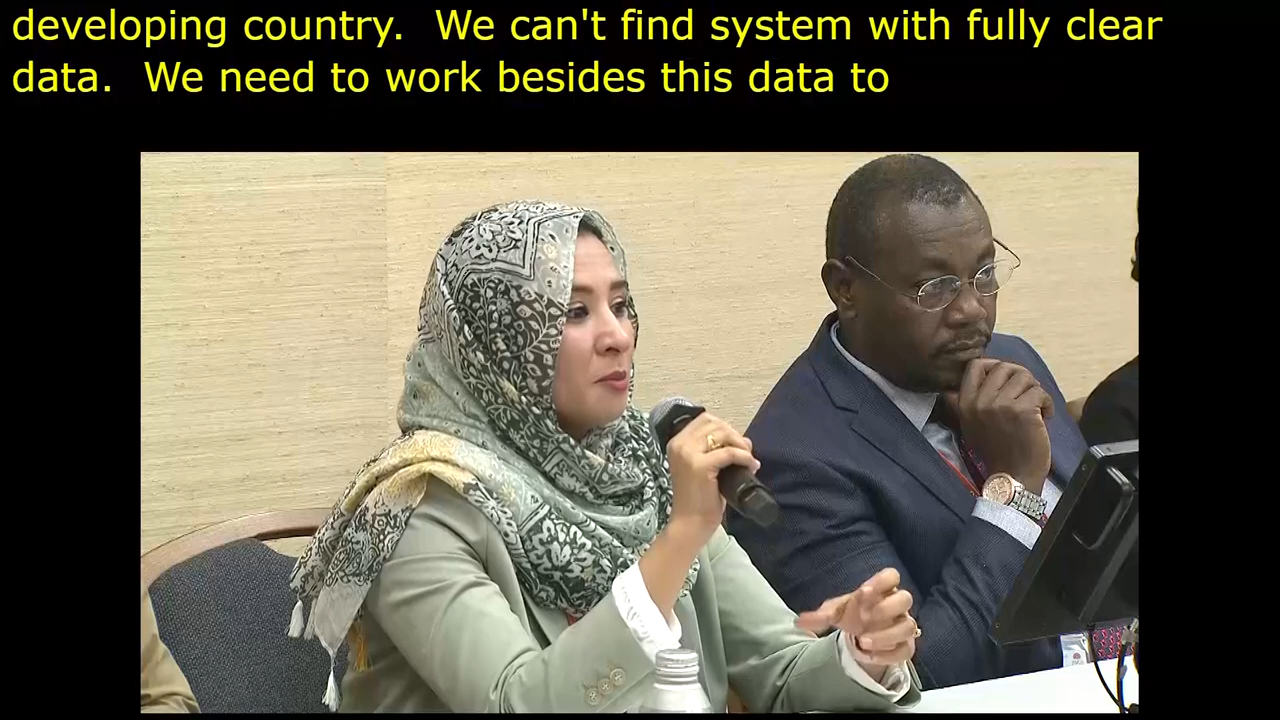 developing country.  We can't find system with fully clear
data.  We need to work besides this data to